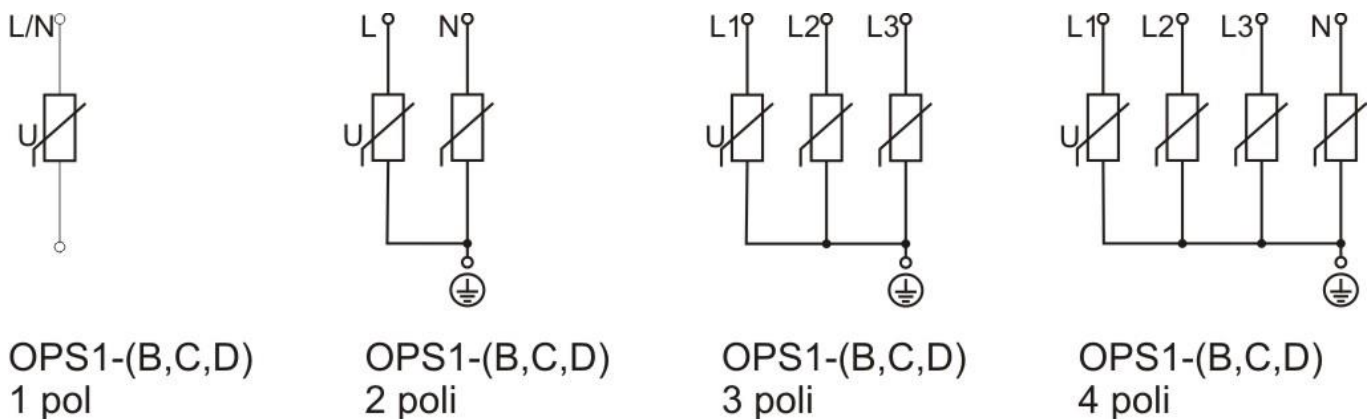 L/N L N L1 L2 L3 L1 L2 L3 N
U U U U
OPS1-(B,C,D) OPS1-(B,C,D) OPS1-(B,C,D) OPS1-(B,C,D)
1 pol 2 poli 3 poli 4 poli